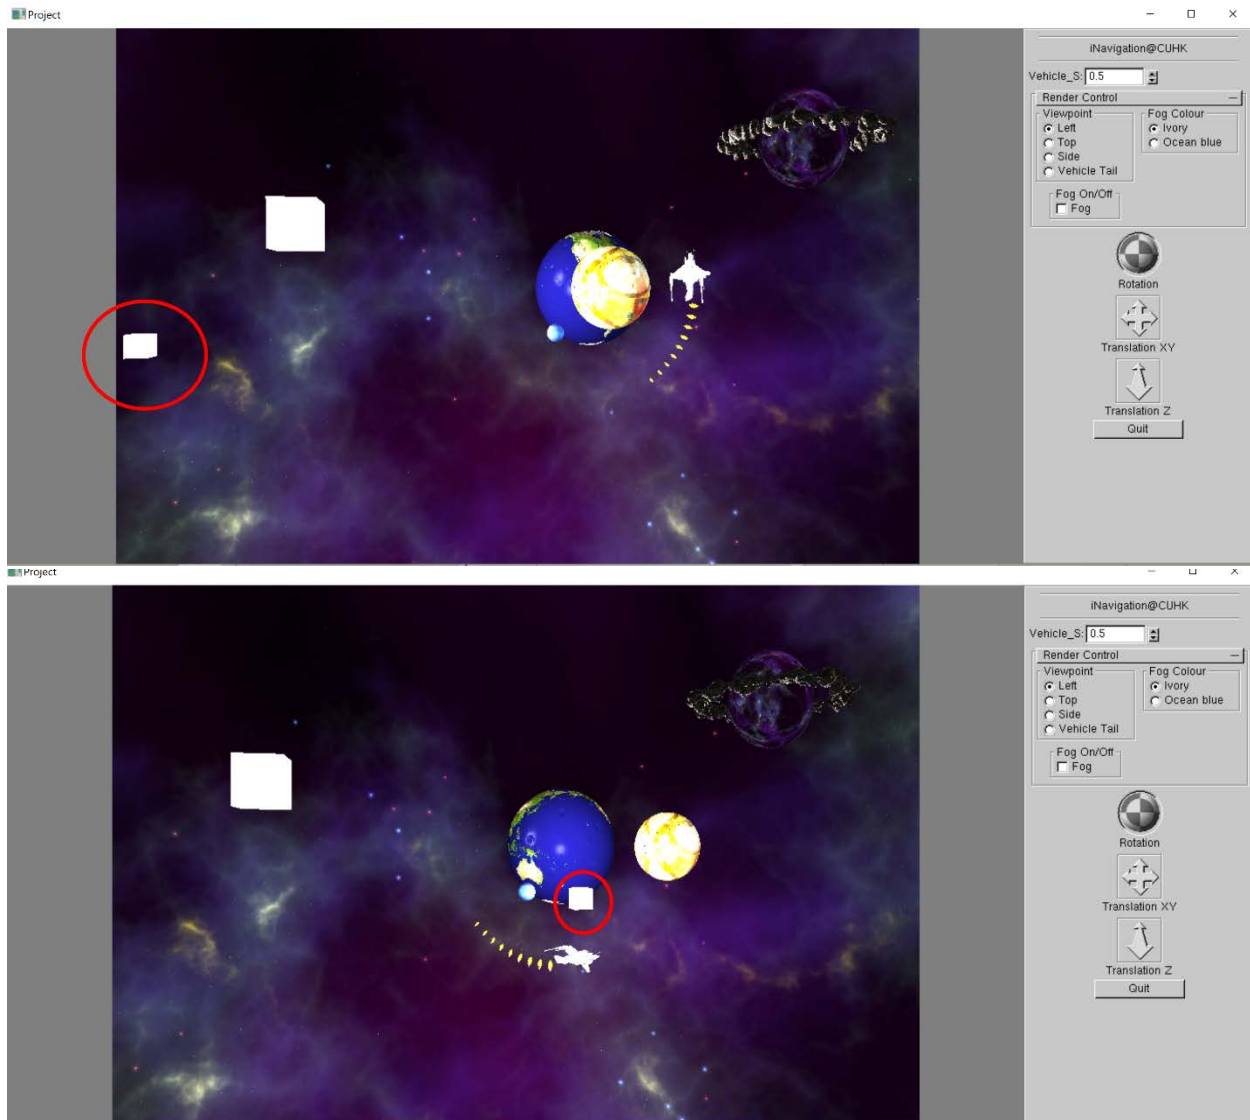 Project
iNavigation@CUHK
Vehicle_S: 0.5
Render Control
Viewpoint
Left
Top
Side
Vehicle Tail
Fog Colour
Ivory
Ocean blue
Fog On/Off
Fog
Rotation
Translation XY
Translation Z
Quit
Project
iNavigation@CUHK
Vehicle_S: 0.5
Render Control
Viewpoint
Left
Top
Side
Vehicle Tail
Fog Colour
Ivory
Ocean blue
Fog On/Off
Fog
Rotation
Translation XY
Translation Z
Quit